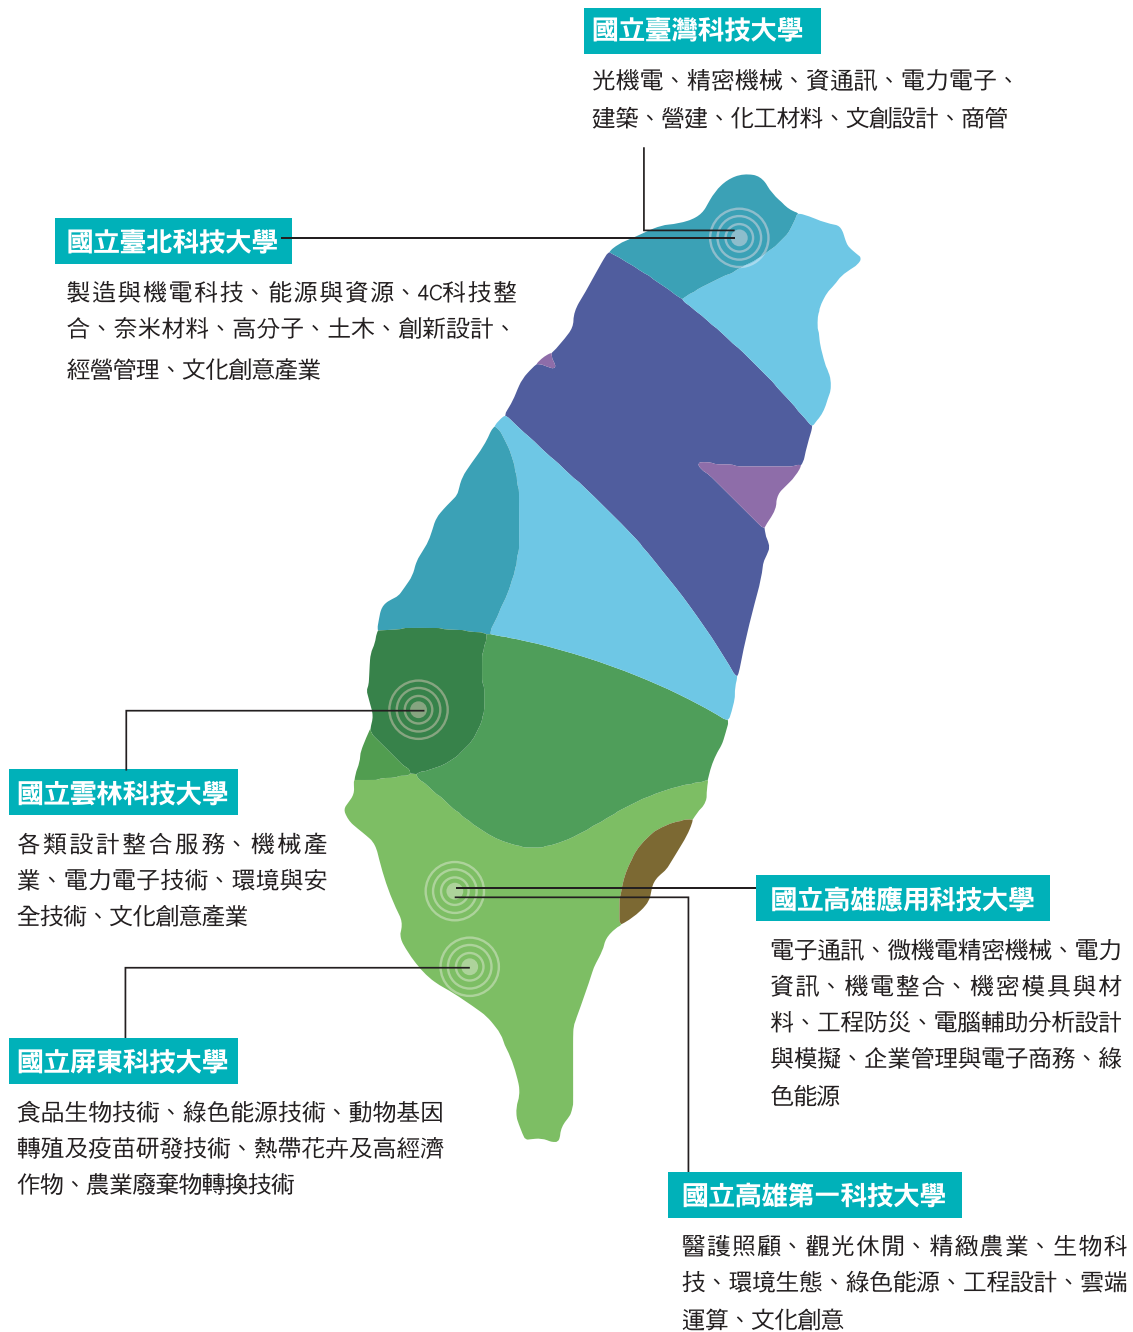 國立臺灣科技大學
光機電、精密機械、資通訊、電力電子、
建築、營建、化工材料、文創設計、商管
國立臺北科技大學
製造與機電科技、能源與資源、4C科技整
合、奈米材料、高分子、土木、創新設計、
經營管理、文化創意產業
國立雲林科技大學
各類設計整合服務、機械產
業、電力電子技術、環境與安
全技術、文化創意產業
國立高雄應用科技大學
電子通訊、微機電精密機械、電力
資訊、機電整合、機密模具與材
料、工程防災、電腦輔助分析設計
與模擬、企業管理與電子商務、綠
色能源
國立屏東科技大學
食品生物技術、綠色能源技術、動物基因
轉殖及疫苗研發技術、熱帶花卉及高經濟
作物、農業廢棄物轉換技術
國立高雄第一科技大學
醫護照顧、觀光休閒、精緻農業、生物科
技、環境生態、綠色能源、工程設計、雲端
運算、文化創意